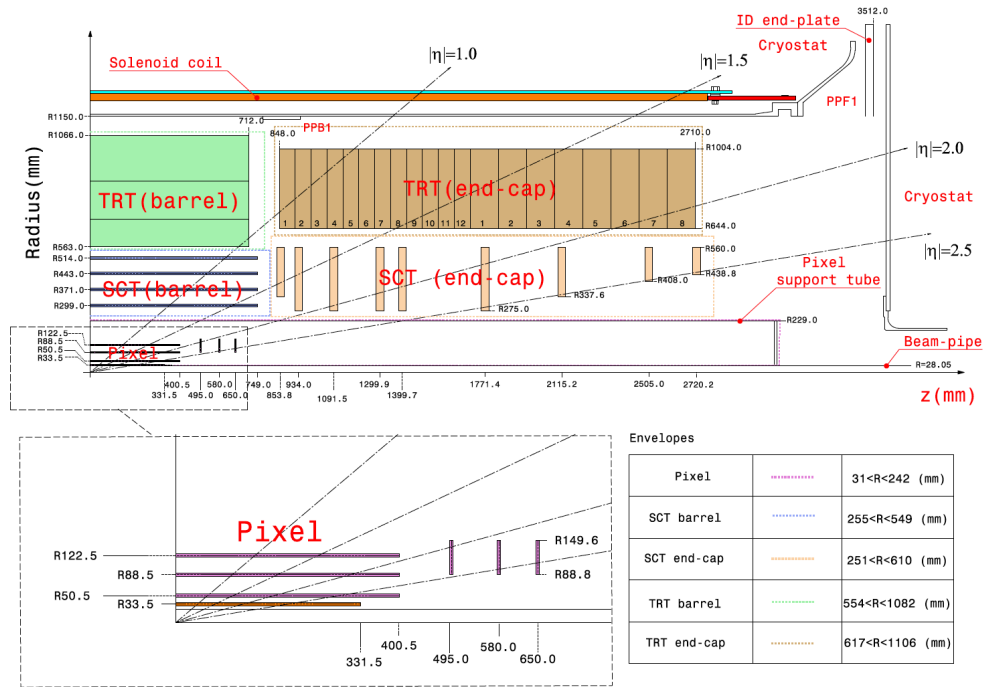 3512.0
ID end-plate
Cryostat
|η|=1.0
|η|=1.5
Solenoid coil
PPF1
R1150.0
712.0
PPB1
848.0
2710.0
R1066.0
R1004.0
|η|=2.0
Radius(mm)
TRT(barrel)
TRT(end-cap)
Cryostat
1 2 3 4 5 6 7 8 9 10 11 12 1 2 3 4 5 6 7 8
R644.0
R563.0
R560.0
|η|=2.5
R514.0
R443.0
SCT (end-cap)
R438.8
Pixel
support tube
R408.0
R371.0
SCT(barrel)
R337.6
R299.0
R275.0
R229.0
R122.5
R88.5
R50.5
R33.5
Pixel
Beam-pipe
R=28.05
400.5 580.0 749.0 934.0 1299.9 1771.4 2115.2 2505.0 2720.2
331.5 495.0 650.0 853.8 1091.5 1399.7
z(mm)
Envelopes
Pixel 31<R<242 (mm)
SCT barrel 255<R<549 (mm)
SCT end-cap 251<R<610 (mm)
TRT barrel 554<R<1082 (mm)
TRT end-cap 617<R<1106 (mm)
Pixel
R149.6
R122.5
R88.5
R88.8
R50.5
R33.5
400.5 580.0
331.5 495.0 650.0